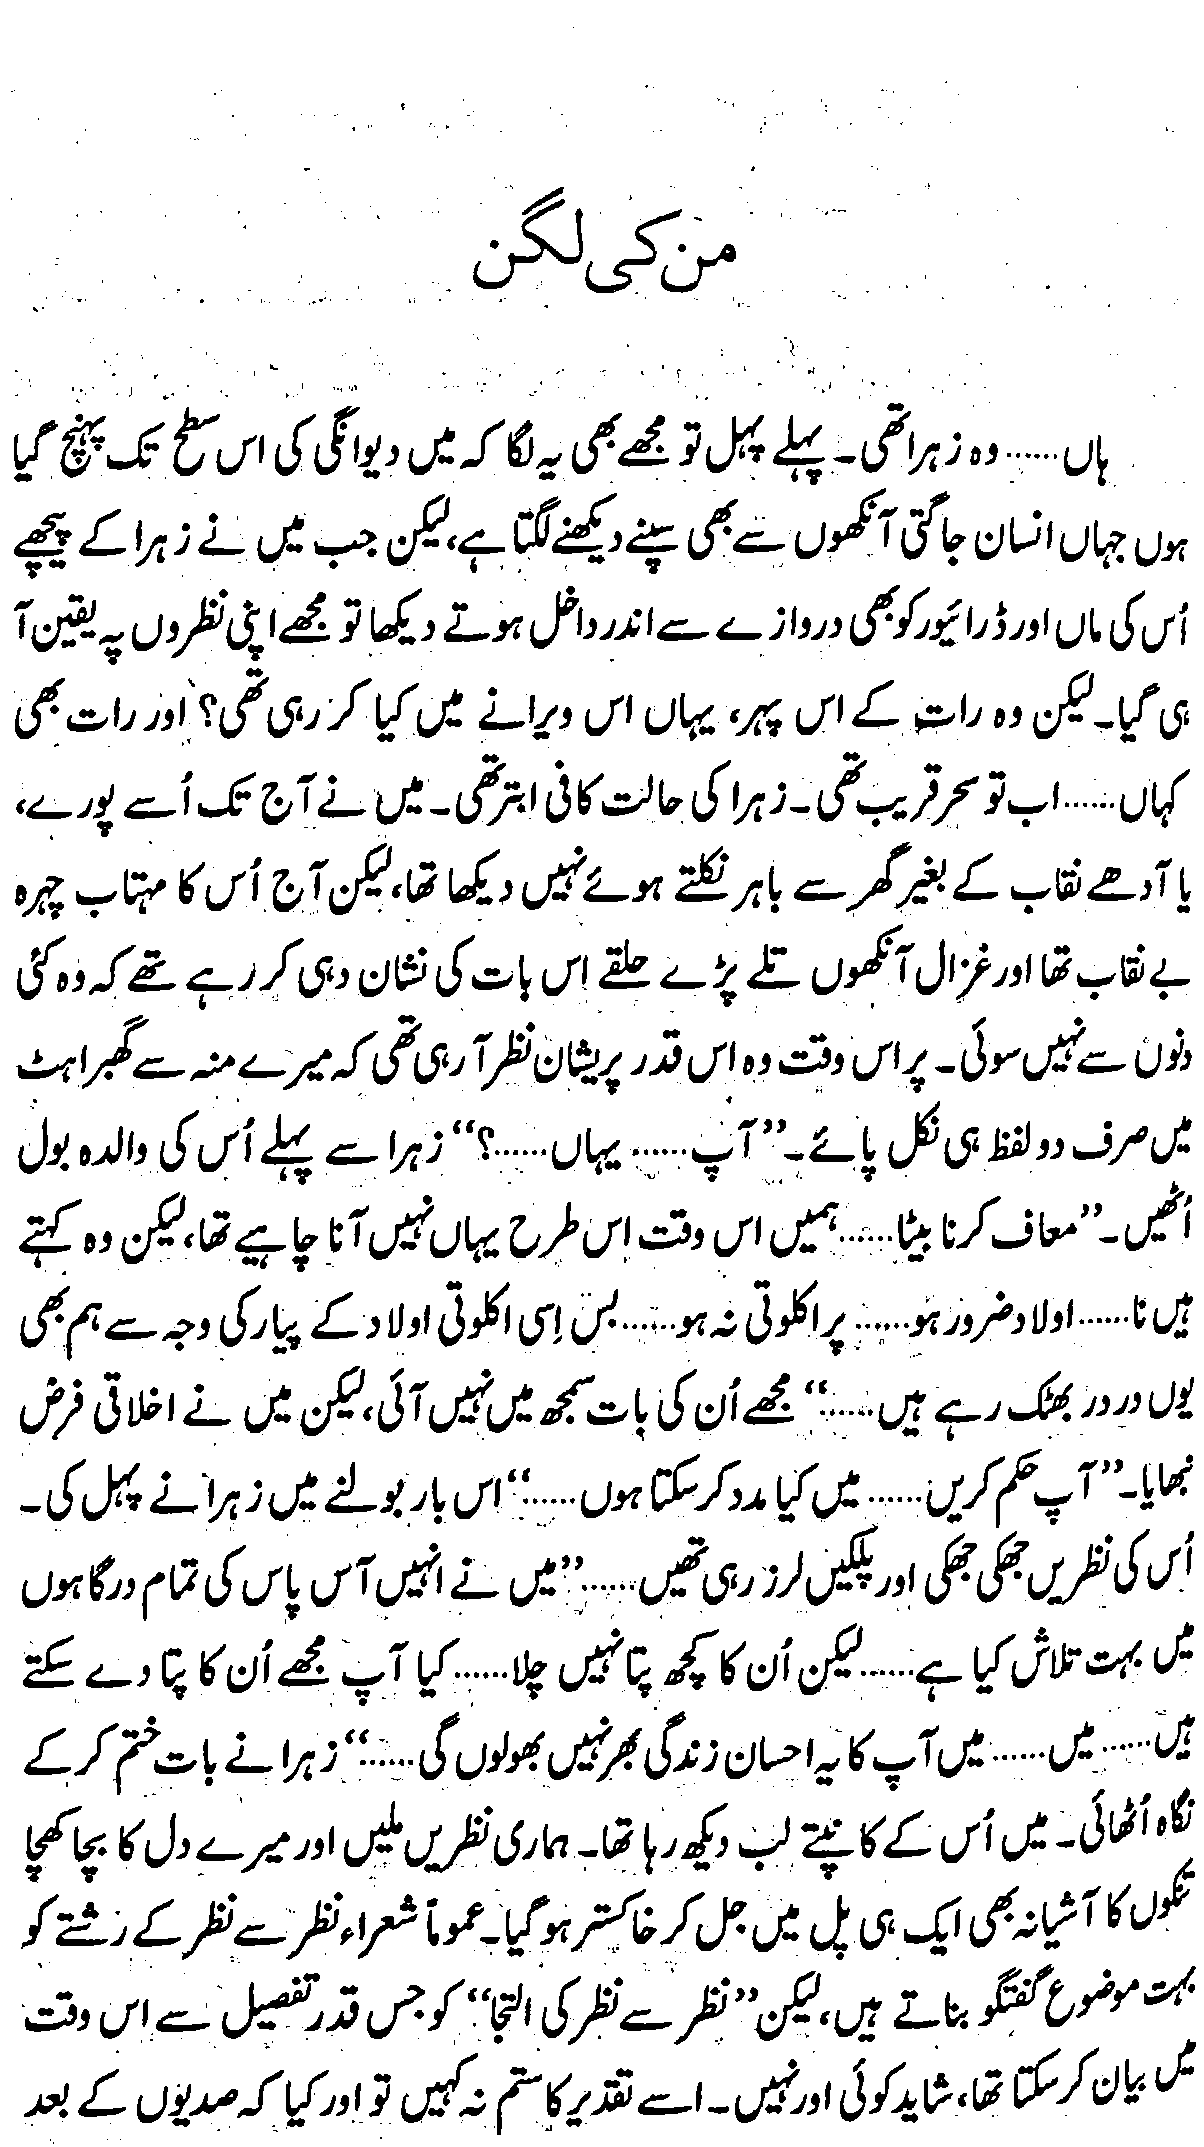 من کی لگن
ہاں...... وہ زہرا تھی۔ پہلے پہل تو مجھے بھی یہ لگا کہ میں دیوانگی کی اس سطح تک پہنچ گیا
ہوں جہاں انسان جاگتی آنکھوں سے بھی سپنے دیکھنے لگتا ہے، لیکن جب میں نے زہرا کے پیچھے
اُس کی ماں اور ڈرائیور کو بھی دروازے سے اندر داخل ہوتے دیکھا تو مجھے اپنی نظروں پہ یقین آ
ہی گیا۔ لیکن وہ رات کے اس پہر، یہاں اس ویرانے میں کیا کر رہی تھی؟ اور رات بھی
کہاں...... اب تو سحر قریب تھی۔ زہرا کی حالت کافی ابتر تھی۔ میں نے آج تک اُسے پورے،
یا آدھے نقاب کے بغیر گھر سے باہر نکلتے ہوئے نہیں دیکھا تھا، لیکن آج اُس کا مہتاب چہرہ
بے نقاب تھا اور غزال آنکھوں تلے پڑے حلقے اِس بات کی نشان دہی کر رہے تھے کہ وہ کئی
دنوں سے نہیں سوئی۔ پر اس وقت وہ اس قدر پریشان نظر آ رہی تھی کہ میرے منہ سے گھبراہٹ
میں صرف دو لفظ ہی نکل پائے۔ ”آپ...... یہاں......؟“ زہرا سے پہلے اُس کی والدہ بول
اُٹھیں۔ ”معاف کرنا بیٹا...... ہمیں اس وقت اِس طرح یہاں نہیں آنا چاہیے تھا، لیکن وہ کہتے
ہیں نا...... اولاد ضرور ہو...... پر اکلوتی نہ ہو...... بس اِسی اکلوتی اولاد کے پیار کی وجہ سے ہم بھی
یوں در در بھٹک رہے ہیں......“ مجھے اُن کی بات سمجھ میں نہیں آئی، لیکن میں نے اخلاقی فرض
نبھایا۔ ”آپ حکم کریں...... میں کیا مدد کر سکتا ہوں......“ اس بار بولنے میں زہرا نے پہل کی۔
اُس کی نظریں جھکی جھکی اور پلکیں لرز رہی تھیں...... ”میں نے انہیں آس پاس کی تمام درگاہوں
میں بہت تلاش کیا ہے...... لیکن اُن کا کچھ پتا نہیں چلا...... کیا آپ مجھے اُن کا پتا دے سکتے
ہیں...... میں...... میں آپ کا یہ احسان زندگی بھر نہیں بھولوں گی......“ زہرا نے بات ختم کر کے
نگاہ اُٹھائی۔ میں اُس کے کانپتے لب دیکھ رہا تھا۔ ہماری نظریں ملیں اور میرے دل کا بچا کھچا
تنکوں کا آشیانہ بھی ایک ہی پل میں جل کر خاکستر ہو گیا۔ عموماً شعراء نظر سے نظر کے رشتے کو
بہت موضوع گفتگو بناتے ہیں، لیکن ”نظر سے نظر کی التجا“ کو جس قدر تفصیل سے اس وقت
میں بیان کر سکتا تھا، شاید کوئی اور نہیں۔ اسے تقدیر کا ستم نہ کہیں تو اور کیا کہ صدیوں کے بعد